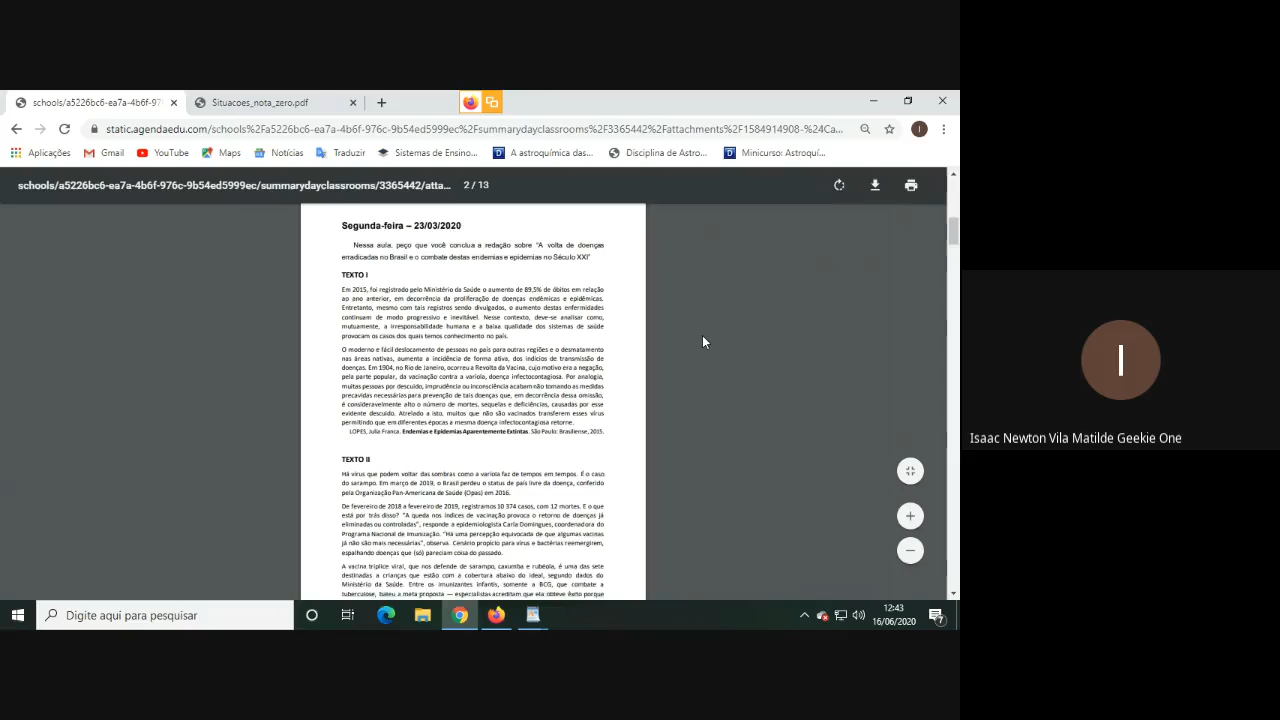 schools/a5226bc6-ea7a-4b6f-97
Situacoes_nota_zero.pdf
static.agendaedu.com/schools%2Fa5226bc6-ea7a-4b6f-976c-9b54ed5999ec%2Fsummarydayclassrooms%2F3365442%2Fattachments%2F1584914908-%24Ca...
I
Aplicações
Gmail
YouTube
Maps
Notícias
Traduzir
Sistemas de Ensino...
A astroquímica das...
Disciplina de Astro...
Minicurso: Astroquí...
schools/a5226bc6-ea7a-4b6f-976c-9b54ed5999ec/summarydayclassrooms/3365442/atta...
2 / 13
Segunda-feira – 23/03/2020
Nessa aula, peço que você conclua a redação sobre “A volta de doenças
erradicadas no Brasil e o combate destas endemias e epidemias no Século XXI”
TEXTO I
Em 2015, foi registrado pelo Ministério da Saúde o aumento de 89,5% de óbitos em relação
ao ano anterior, em decorrência da proliferação de doenças endêmicas e epidêmicas.
Entretanto, mesmo com tais registros sendo divulgados, o aumento destas enfermidades
continuam de modo progressivo e inevitável. Nesse contexto, deve-se analisar como,
mutuamente, a irresponsabilidade humana e a baixa qualidade dos sistemas de saúde
provocam os casos dos quais temos conhecimento no país.
O moderno e fácil deslocamento de pessoas no país para outras regiões e o desmatamento
nas áreas nativas, aumenta a incidência de forma ativa, dos indícios de transmissão de
doenças. Em 1904, no Rio de Janeiro, ocorreu a Revolta da Vacina, cujo motivo era a negação,
pela parte popular, da vacinação contra a varíola, doença infectocontagiosa. Por analogia,
muitas pessoas por descuido, imprudência ou inconsciência acabam não tomando as medidas
precavidas necessárias para prevenção de tais doenças que, em decorrência dessa omissão,
é consideravelmente alto o número de mortes, sequelas e deficiências, causadas por esse
evidente descuido. Atrelado a isto, muitos que não são vacinados transferem esses vírus
permitindo que em diferentes épocas a mesma doença infectocontagiosa retorne.
LOPES, Julia Franca. Endemias e Epidemias Aparentemente Extintas. São Paulo: Brasiliense, 2015.
TEXTO II
Há vírus que podem voltar das sombras como a varíola faz de tempos em tempos. É o caso
do sarampo. Em março de 2019, o Brasil perdeu o status de país livre da doença, conferido
pela Organização Pan-Americana de Saúde (Opas) em 2016.
De fevereiro de 2018 a fevereiro de 2019, registramos 10 374 casos, com 12 mortes. E o que
está por trás disso? “A queda nos índices de vacinação provoca o retorno de doenças já
eliminadas ou controladas”, responde a epidemiologista Carla Domingues, coordenadora do
Programa Nacional de Imunização. “Há uma percepção equivocada de que algumas vacinas
já não são mais necessárias”, observa. Cenário propício para vírus e bactérias reemergirem,
espalhando doenças que (só) pareciam coisa do passado.
A vacina tríplice viral, que nos defende de sarampo, caxumba e rubéola, é uma das sete
destinadas a crianças que estão com a cobertura abaixo do ideal, segundo dados do
Ministério da Saúde. Entre os imunizantes infantis, somente a BCG, que combate a
tuberculose, bateu a meta proposta — especialistas acreditam que ela obteve êxito porque
Digite aqui para pesquisar
12:43
16/06/2020
7
I
Isaac Newton Vila Matilde Geekie One